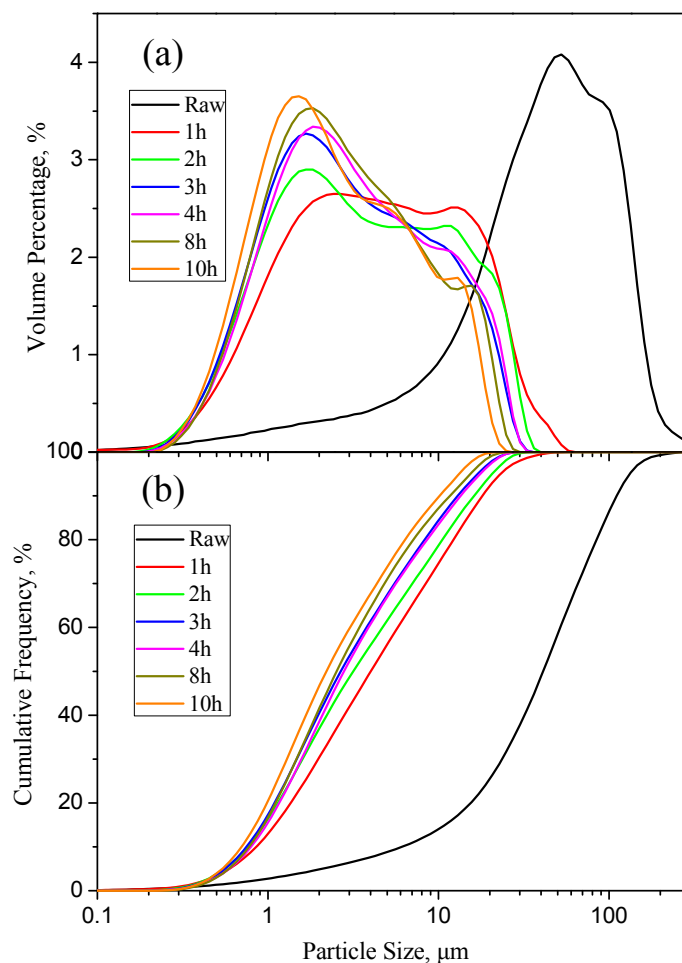 (a)
4
3
2
1
0
Volume Percentage, %
Raw
1h
2h
3h
4h
8h
10h
(b)
100
80
60
40
20
0
Cumulative Frequency, %
Raw
1h
2h
3h
4h
8h
10h
0.1 1 10 100
Particle Size, μm